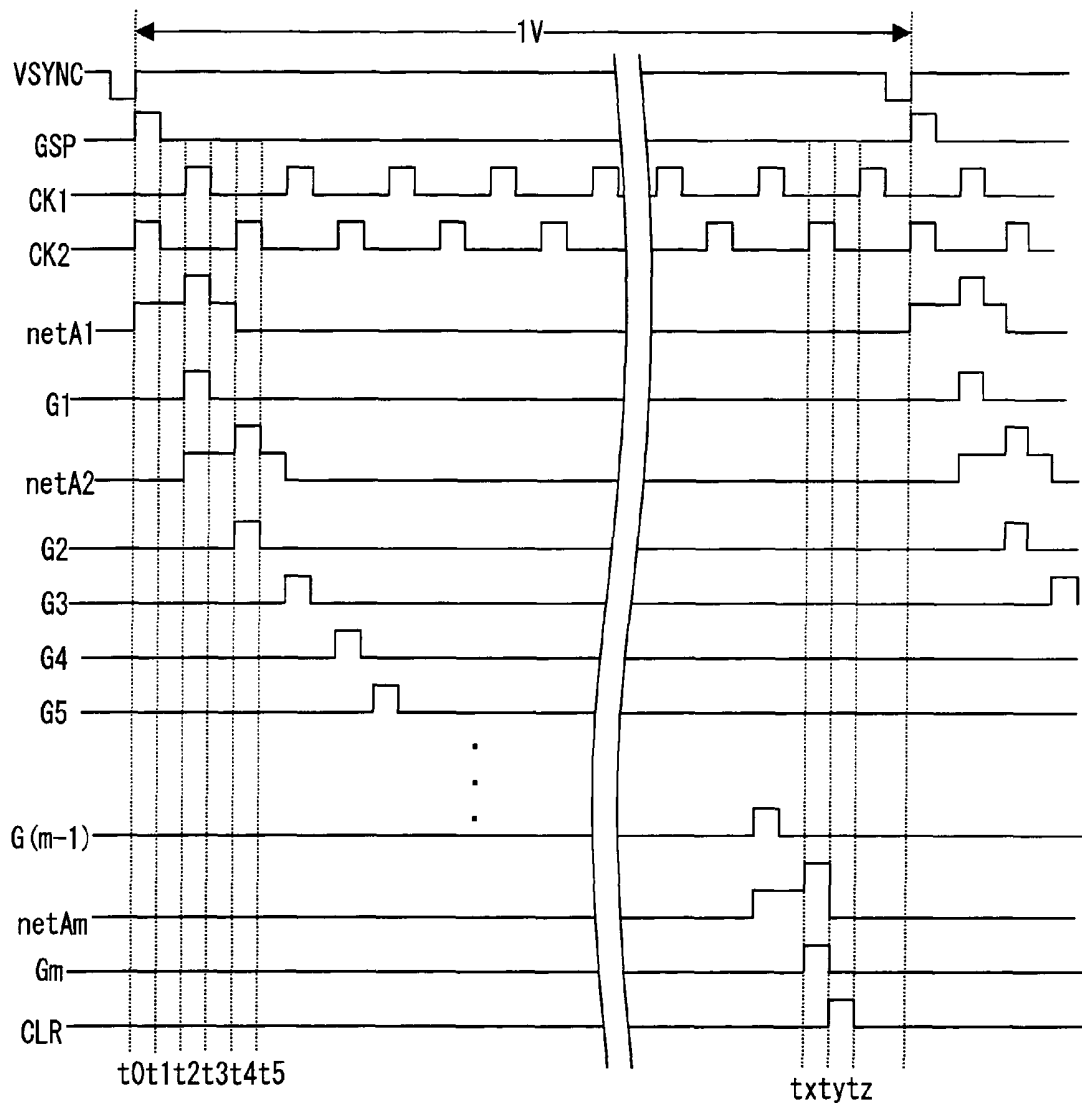 1V
VSYNC
GSP
CK1
CK2
netA1
G1
netA2
G2
G3
G4
G5
G(m-1)
netAm
Gm
CLR
t0t1t2t3t4t5
txtytz